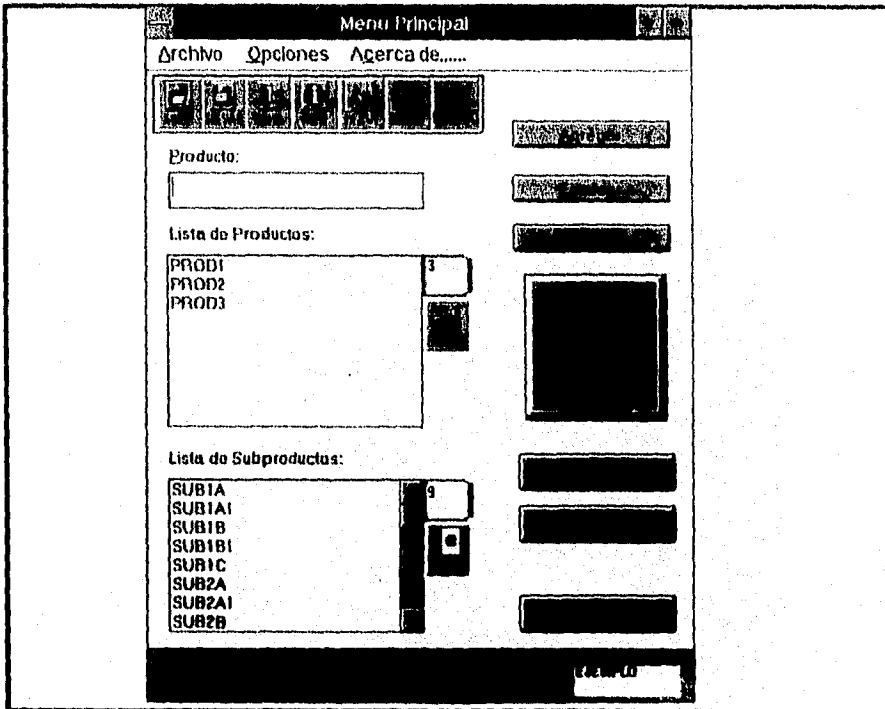 Menu Principal
Archivo Opciones Acerca de......
Producto:
Lista de Productos:
PROD1
PROD2
PROD3
3
Lista de Subproductos:
SUB1A
SUB1A1
SUB1B
SUB1B1
SUB1C
SUB2A
SUB2A1
SUB2B
9
EJEMPLO